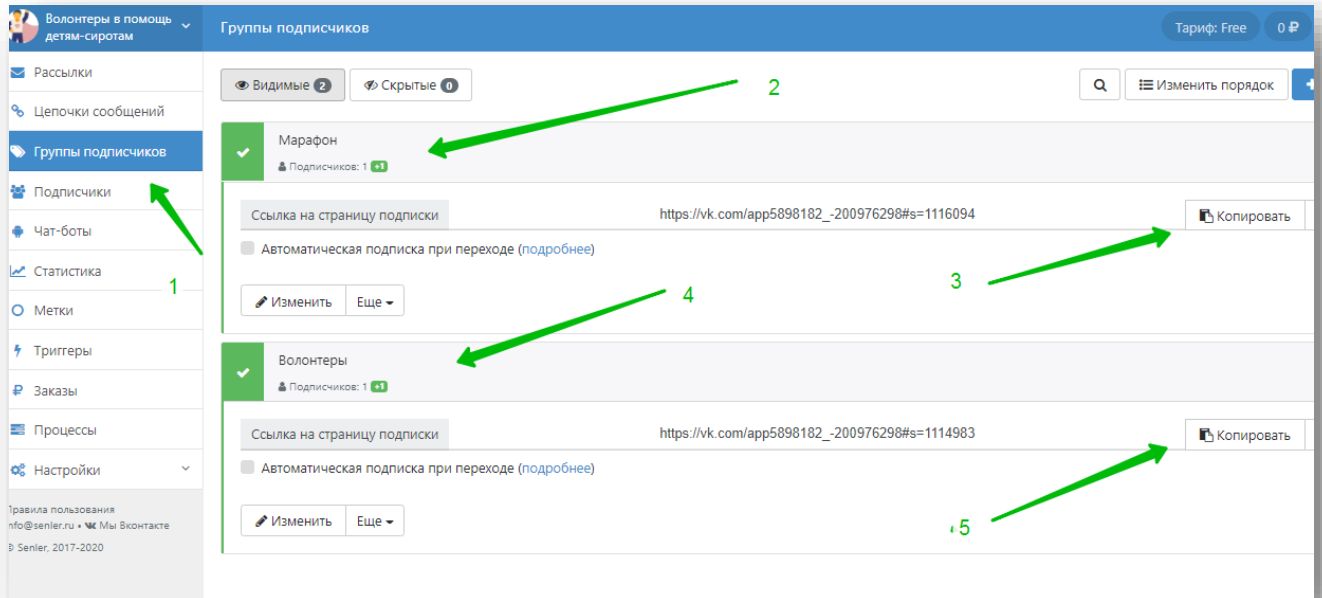 Волонтеры в помощь
детям-сиротам
Группы подписчиков
Тариф: Free
0 ₽
Рассылки
Цепочки сообщений
Группы подписчиков
Подписчики
Чат-боты
Статистика
Метки
Триггеры
Заказы
Процессы
Настройки
Правила пользования
info@senler.ru • Мы Вконтакте
© Senler, 2017-2020
Видимые 2
Скрытые 0
Изменить порядок
2
Марафон
Подписчиков: 1 +1
Ссылка на страницу подписки
https://vk.com/app5898182_-200976298#s=1116094
Копировать
Автоматическая подписка при переходе (подробнее)
1
3
4
Изменить
Еще
Волонтеры
Подписчиков: 1 +1
Ссылка на страницу подписки
https://vk.com/app5898182_-200976298#s=1114983
Копировать
Автоматическая подписка при переходе (подробнее)
Изменить
Еще
5